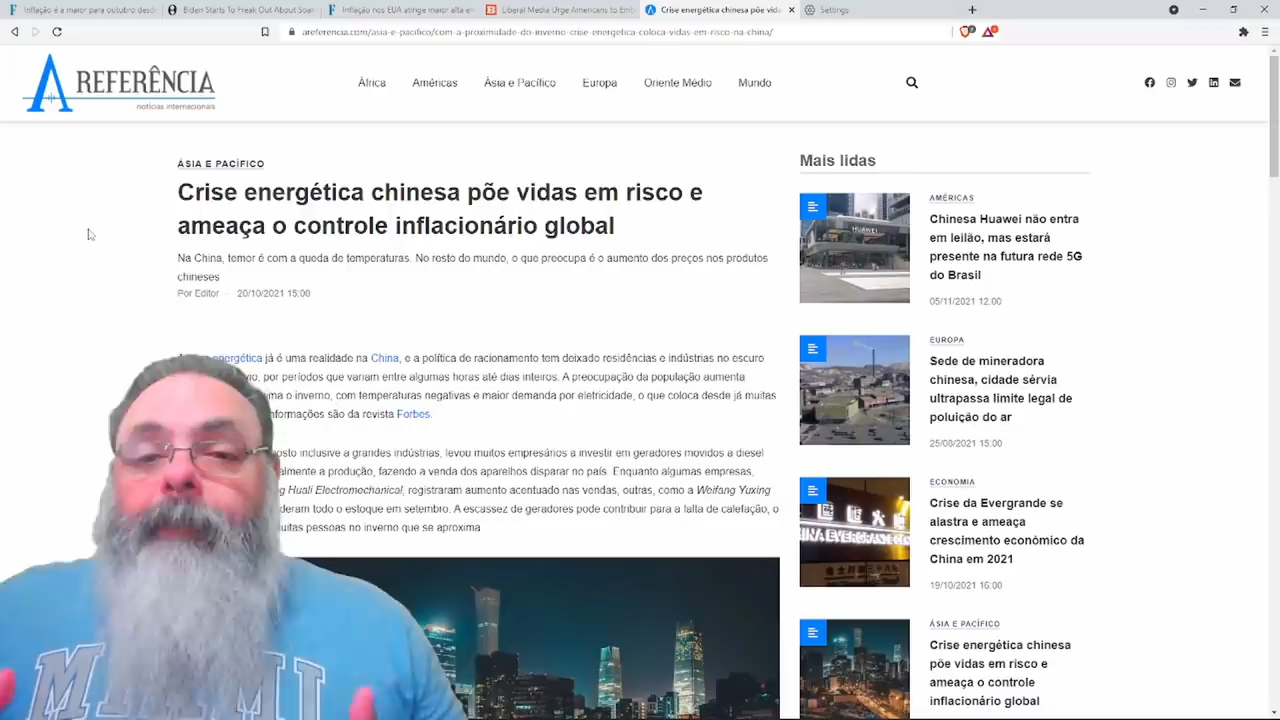 Inflação é a maior para outubro desd
Biden Starts To Freak Out About Soar
Inflação nos EUA atinge maior alta em
Liberal Media Urge Americans to Emb
Crise energética chinesa põe vida
Settings
areferencia.com/asia-e-pacifico/com-a-proximidade-do-inverno-crise-energetica-coloca-vidas-em-risco-na-china/
A REFERÊNCIA
notícias internacionais
África
Américas
Ásia e Pacífico
Europa
Oriente Médio
Mundo
ÁSIA E PACÍFICO
Crise energética chinesa põe vidas em risco e
ameaça o controle inflacionário global
Na China, temor é com a queda de temperaturas. No resto do mundo, o que preocupa é o aumento dos preços nos produtos
chineses
Por Editor - 20/10/2021 15:00
energética já é uma realidade na China, e a política de racionamento tem deixado residências e indústrias no escuro
por períodos que variam entre algumas horas até dias inteiros. A preocupação da população aumenta
o inverno, com temperaturas negativas e maior demanda por eletricidade, o que coloca desde já muitas
informações são da revista Forbes.
inclusive a grandes indústrias, levou muitos empresários a investir em geradores movidos a diesel
a produção, fazendo a venda dos aparelhos disparar no país. Enquanto algumas empresas,
Huali Electromechanical, registraram aumento acentuado nas vendas, outras, como a Weifang Yuxing
todo o estoque em setembro. A escassez de geradores pode contribuir para a falta de calefação, o
pessoas no inverno que se aproxima
Mais lidas
AMÉRICAS
Chinesa Huawei não entra
em leilão, mas estará
presente na futura rede 5G
do Brasil
05/11/2021 12:00
HUAWEI
EUROPA
Sede de mineradora
chinesa, cidade sérvia
ultrapassa limite legal de
poluição do ar
25/08/2021 15:00
ECONOMIA
Crise da Evergrande se
alastra e ameaça
crescimento econômico da
China em 2021
19/10/2021 16:00
ÁSIA E PACÍFICO
Crise energética chinesa
põe vidas em risco e
ameaça o controle
inflacionário global